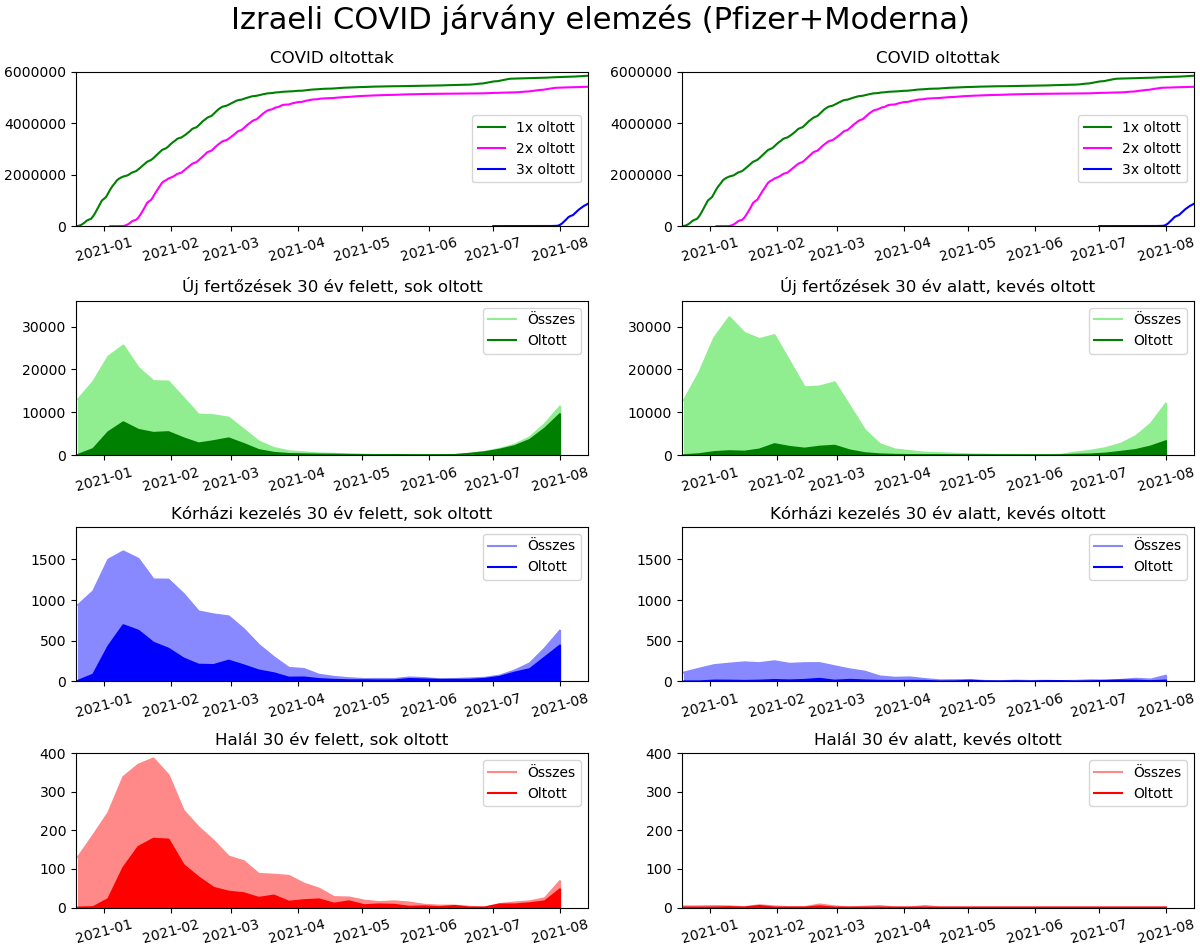 Izraeli COVID járvány elemzés (Pfizer+Moderna)
COVID oltottak
6000000
4000000
2000000
0
1x oltott
2x oltott
3x oltott
2021-01 2021-02 2021-03 2021-04 2021-05 2021-06 2021-07 2021-08
COVID oltottak
6000000
4000000
2000000
0
1x oltott
2x oltott
3x oltott
2021-01 2021-02 2021-03 2021-04 2021-05 2021-06 2021-07 2021-08
Új fertőzések 30 év felett, sok oltott
30000
20000
10000
0
Összes
Oltott
2021-01 2021-02 2021-03 2021-04 2021-05 2021-06 2021-07 2021-08
Új fertőzések 30 év alatt, kevés oltott
30000
20000
10000
0
Összes
Oltott
2021-01 2021-02 2021-03 2021-04 2021-05 2021-06 2021-07 2021-08
Kórházi kezelés 30 év felett, sok oltott
1500
1000
500
0
Összes
Oltott
2021-01 2021-02 2021-03 2021-04 2021-05 2021-06 2021-07 2021-08
Kórházi kezelés 30 év alatt, kevés oltott
1500
1000
500
0
Összes
Oltott
2021-01 2021-02 2021-03 2021-04 2021-05 2021-06 2021-07 2021-08
Halál 30 év felett, sok oltott
400
300
200
100
0
Összes
Oltott
2021-01 2021-02 2021-03 2021-04 2021-05 2021-06 2021-07 2021-08
Halál 30 év alatt, kevés oltott
400
300
200
100
0
Összes
Oltott
2021-01 2021-02 2021-03 2021-04 2021-05 2021-06 2021-07 2021-08